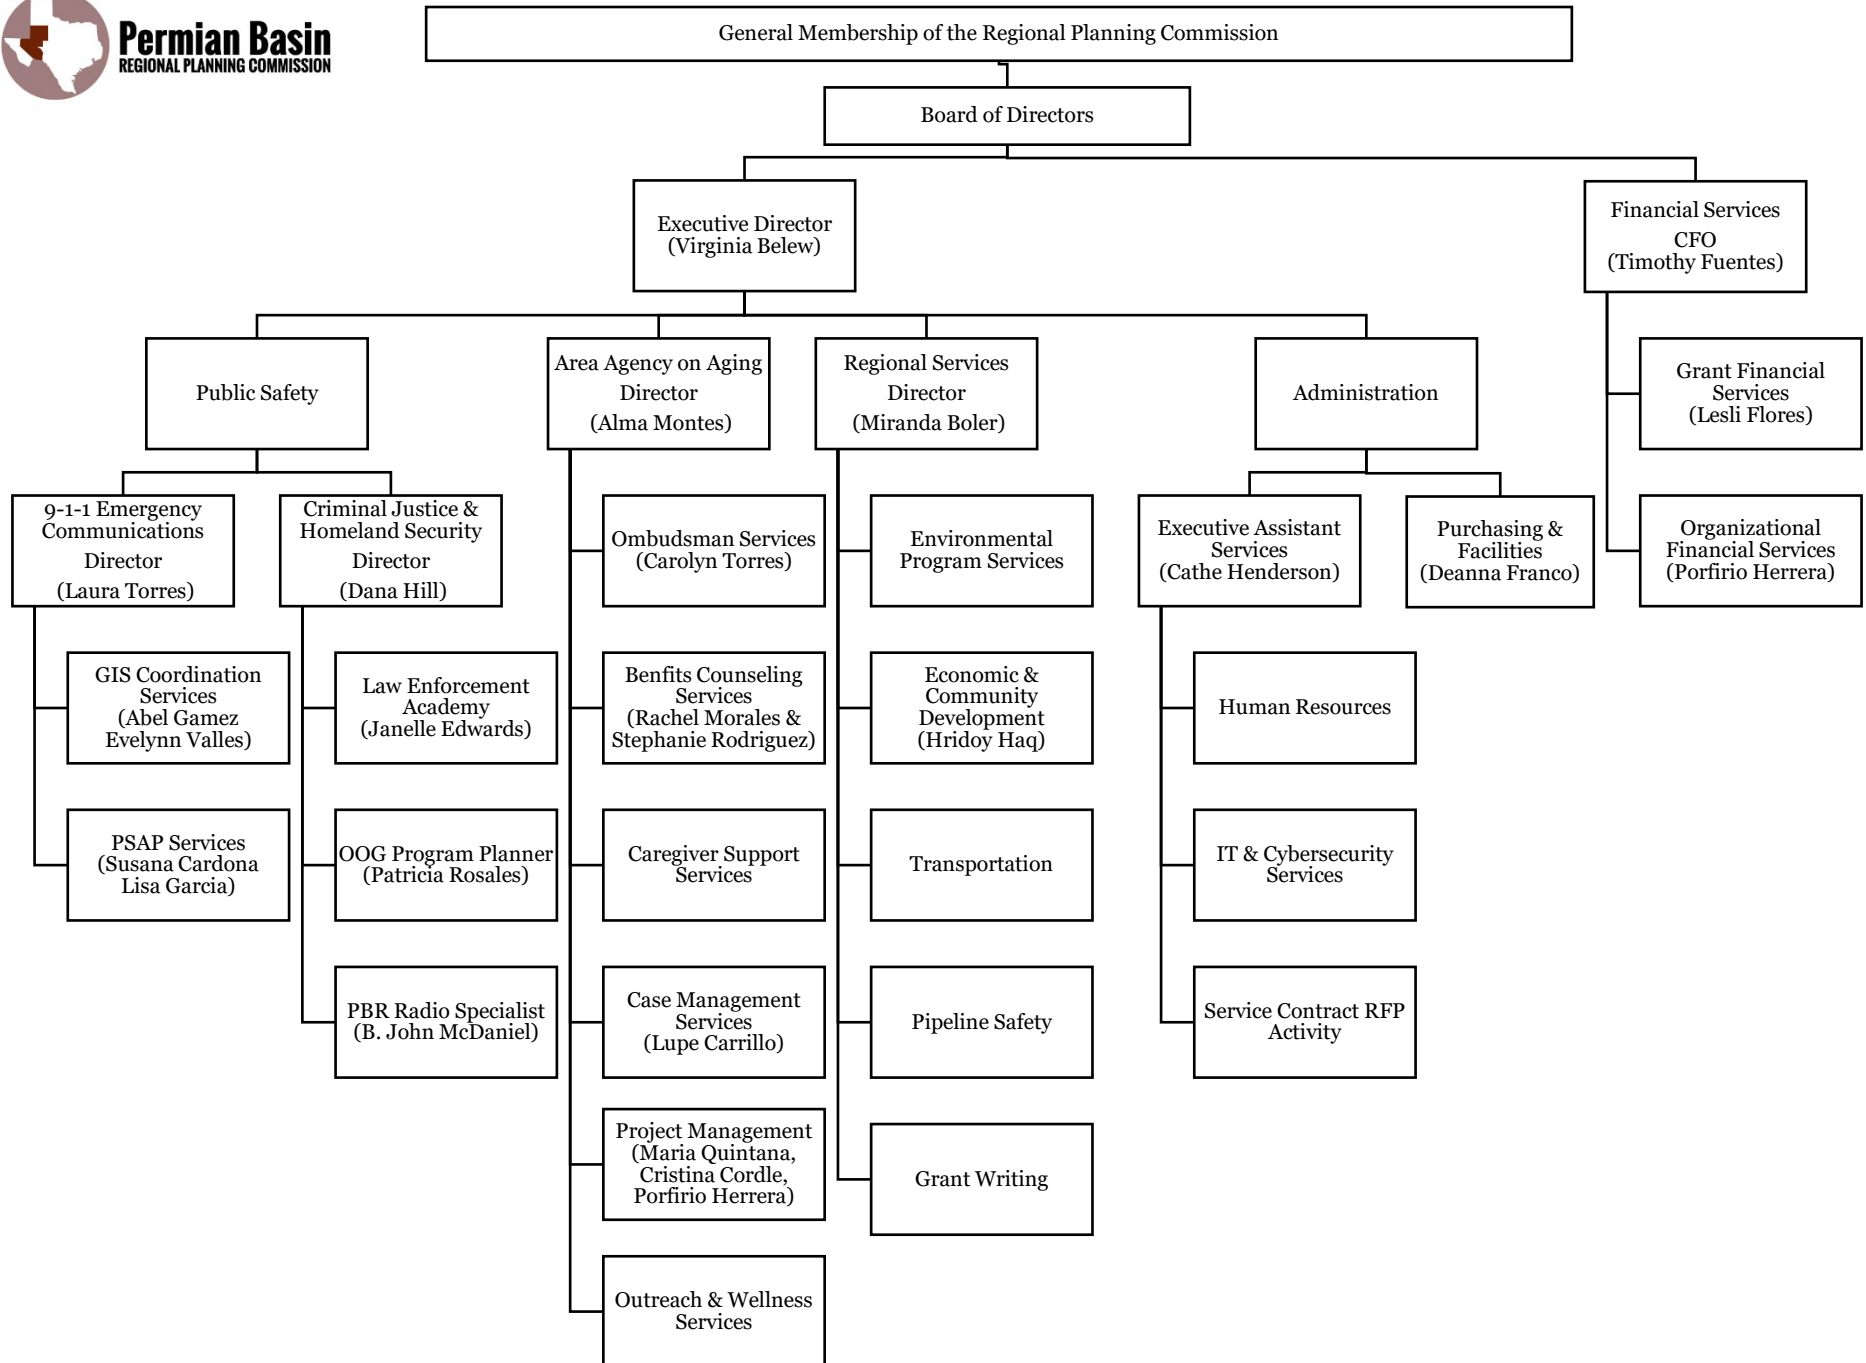 Permian Basin
REGIONAL PLANNING COMMISSION
General Membership of the Regional Planning Commission
Board of Directors
Executive Director
(Virginia Belew)
Financial Services
CFO
(Timothy Fuentes)
Public Safety
Area Agency on Aging
Director
(Alma Montes)
Regional Services
Director
(Miranda Boler)
Administration
Grant Financial
Services
(Lesli Flores)
9-1-1 Emergency
Communications
Director
(Laura Torres)
Criminal Justice &
Homeland Security
Director
(Dana Hill)
Ombudsman Services
(Carolyn Torres)
Environmental
Program Services
Executive Assistant
Services
(Cathe Henderson)
Purchasing &
Facilities
(Deanna Franco)
Organizational
Financial Services
(Porfirio Herrera)
GIS Coordination
Services
(Abel Gamez
Evelynn Valles)
Law Enforcement
Academy
(Janelle Edwards)
Benfits Counseling
Services
(Rachel Morales &
Stephanie Rodriguez)
Economic &
Community
Development
(Hridoy Haq)
Human Resources
PSAP Services
(Susana Cardona
Lisa Garcia)
OOG Program Planner
(Patricia Rosales)
Caregiver Support
Services
Transportation
IT & Cybersecurity
Services
PBR Radio Specialist
(B. John McDaniel)
Case Management
Services
(Lupe Carrillo)
Pipeline Safety
Service Contract RFP
Activity
Project Management
(Maria Quintana,
Cristina Cordle,
Porfirio Herrera)
Grant Writing
Outreach & Wellness
Services